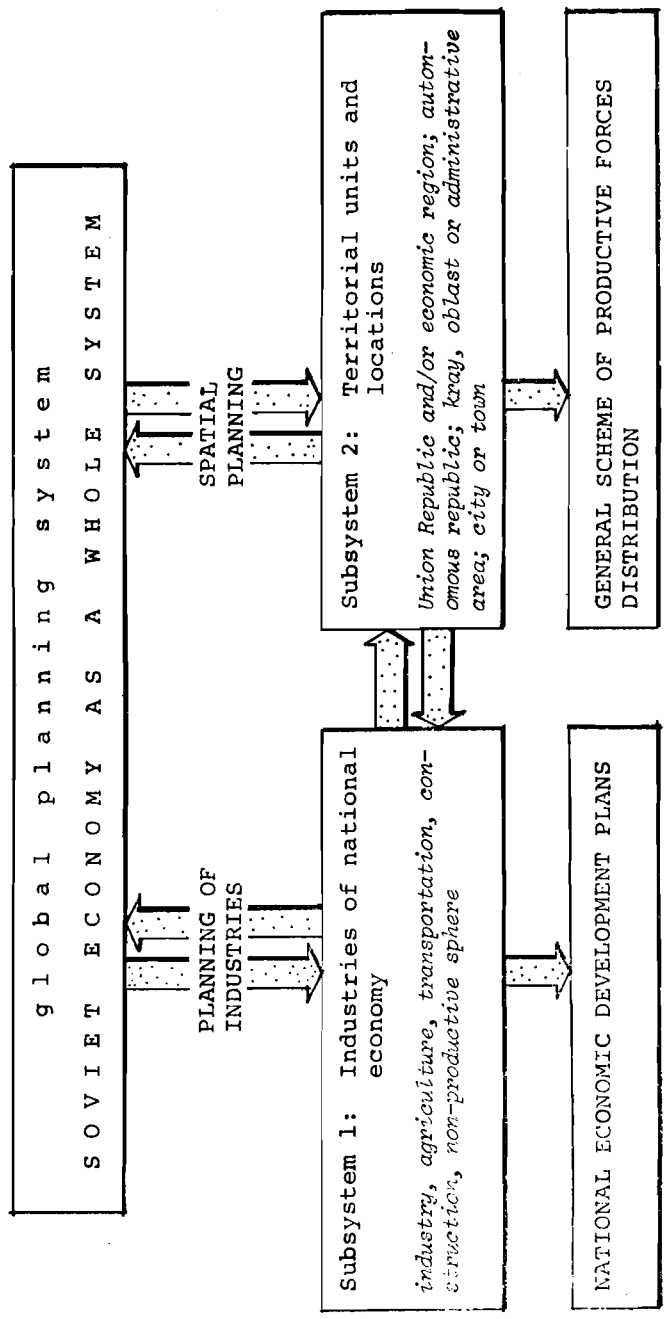 global planning system
SOVIET ECONOMY AS A WHOLE SYSTEM
PLANNING OF
INDUSTRIES
SPATIAL
PLANNING
Subsystem 1: Industries of national
economy
industry, agriculture, transportation, con-
struction, non-productive sphere
Subsystem 2: Territorial units and
locations
Union Republic and/or economic region; auton-
omous republic; kray, oblast or administrative
area; city or town
NATIONAL ECONOMIC DEVELOPMENT PLANS
GENERAL SCHEME OF PRODUCTIVE FORCES
DISTRIBUTION